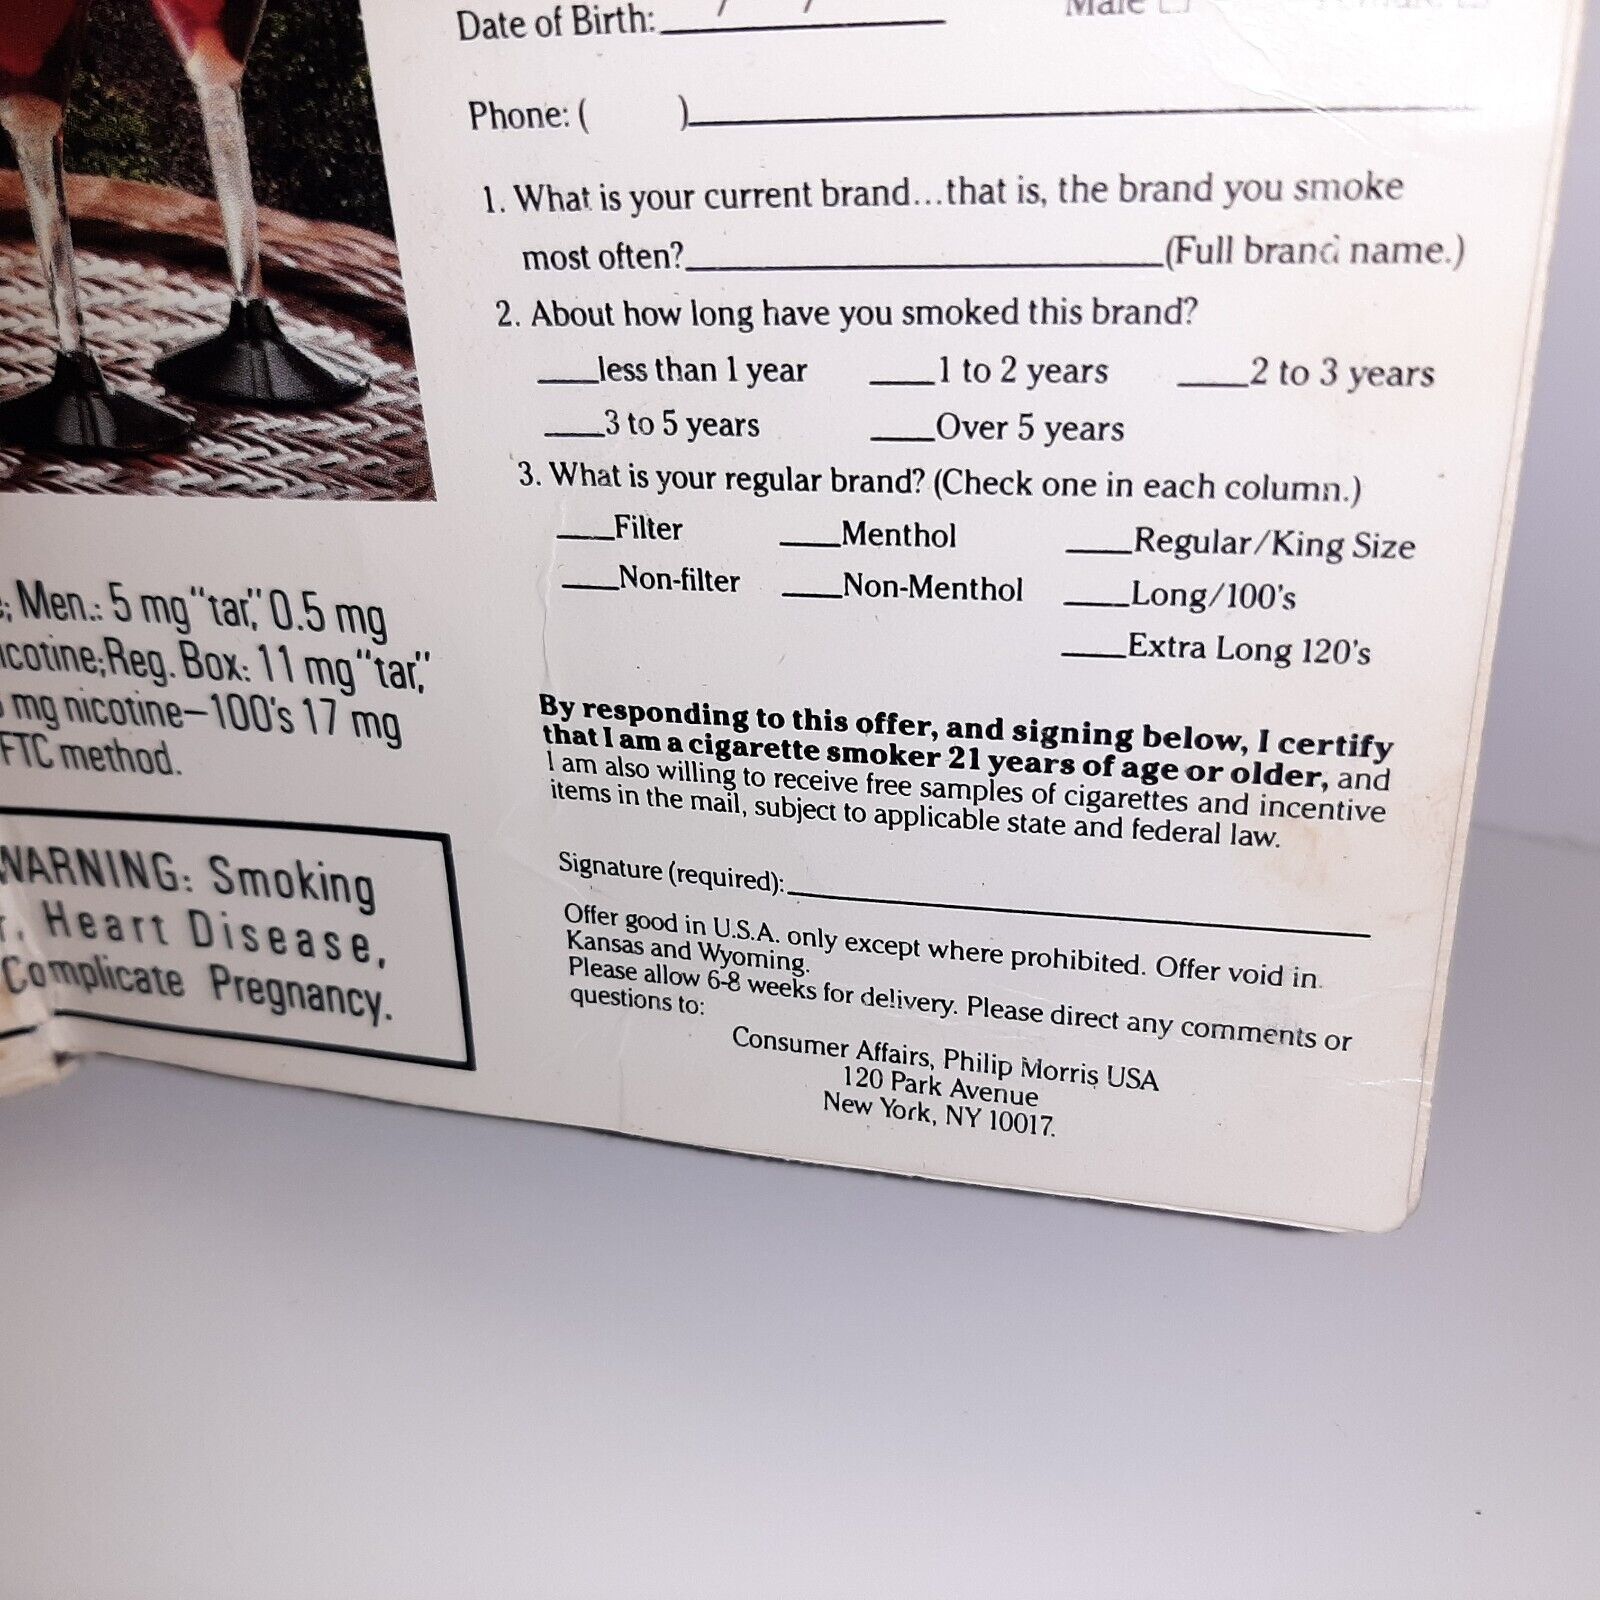 Date of Birth: / /
Male
Phone: ( )
1. What is your current brand...that is, the brand you smoke
most often? (Full brand name.)
2. About how long have you smoked this brand?
less than 1 year 1 to 2 years 2 to 3 years
3 to 5 years Over 5 years
3. What is your regular brand? (Check one in each column.)
Filter Menthol Regular/King Size
Non-filter Non-Menthol Long/100's
Extra Long 120's
By responding to this offer, and signing below, I certify
that I am a cigarette smoker 21 years of age or older, and
I am also willing to receive free samples of cigarettes and incentive
items in the mail, subject to applicable state and federal law.
Signature (required):
Offer good in U.S.A. only except where prohibited. Offer void in
Kansas and Wyoming.
Please allow 6-8 weeks for delivery. Please direct any comments or
questions to:
Consumer Affairs, Philip Morris USA
120 Park Avenue
New York, NY 10017.
Men.: 5 mg "tar," 0.5 mg
Reg. Box: 11 mg "tar,"
mg nicotine—100's 17 mg
FTC method.
WARNING: Smoking
Heart Disease,
Complicate Pregnancy.